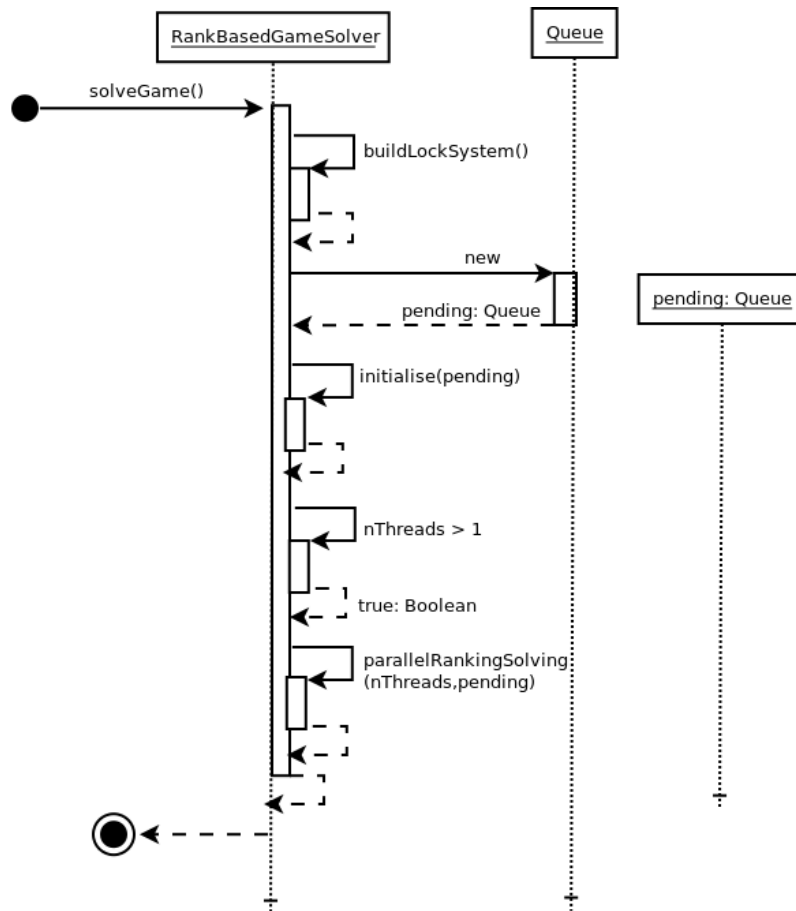 RankBasedGameSolver
Queue
solveGame()
buildLockSystem()
new
pending: Queue
pending: Queue
initialise(pending)
nThreads > 1
true: Boolean
parallelRankingSolving
(nThreads,pending)